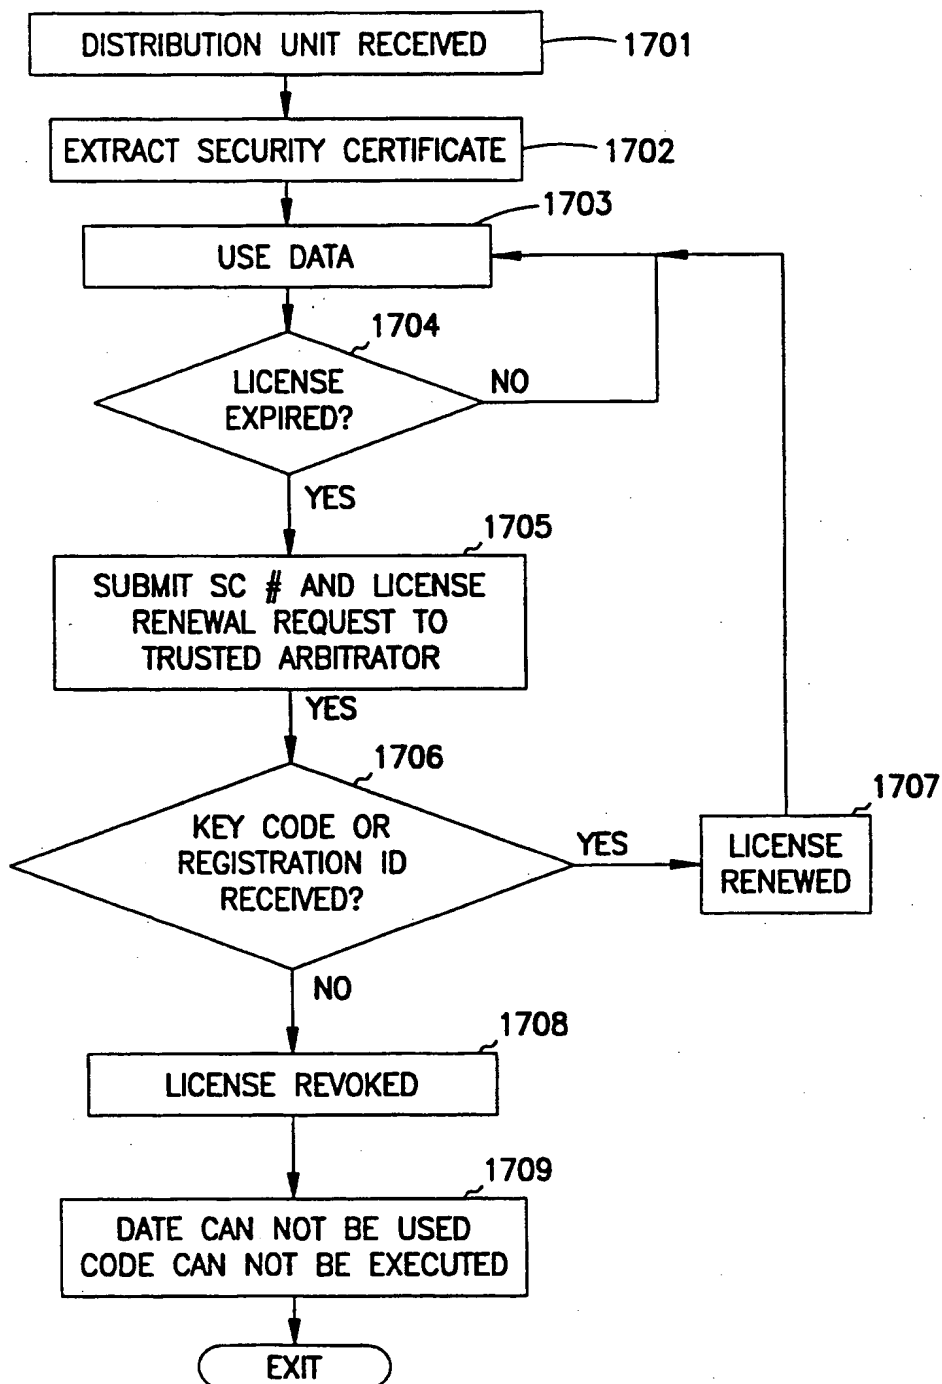 DISTRIBUTION UNIT RECEIVED
1701
EXTRACT SECURITY CERTIFICATE
1702
1703
USE DATA
1704
LICENSE
EXPIRED?
NO
YES
1705
SUBMIT SC # AND LICENSE
RENEWAL REQUEST TO
TRUSTED ARBITRATOR
YES
1706
KEY CODE OR
REGISTRATION ID
RECEIVED?
YES
1707
LICENSE
RENEWED
NO
1708
LICENSE REVOKED
1709
DATE CAN NOT BE USED
CODE CAN NOT BE EXECUTED
EXIT